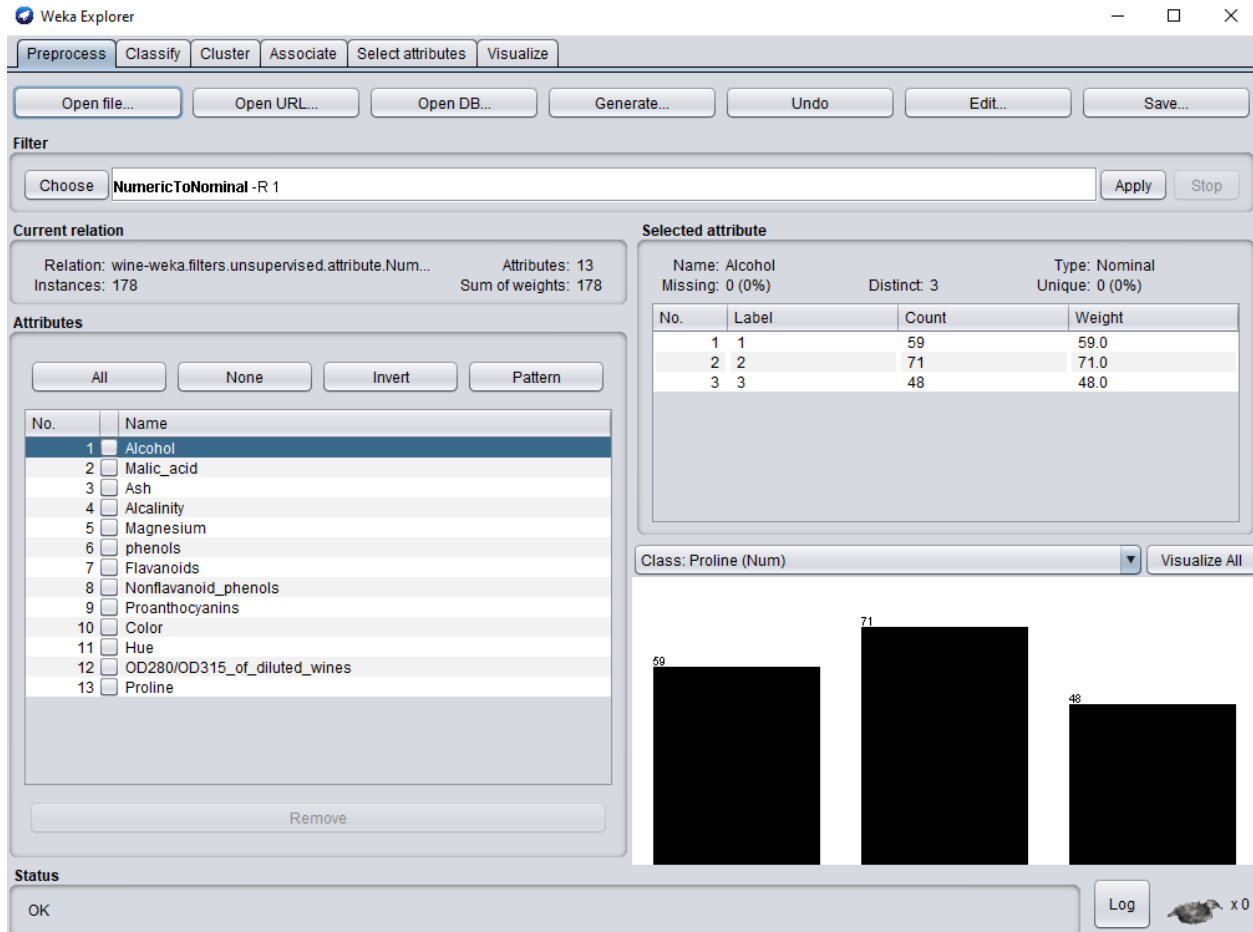 Weka Explorer
Preprocess Classify Cluster Associate Select attributes Visualize
Open file... Open URL... Open DB... Generate... Undo Edit... Save...
Filter
Choose NumericToNominal -R 1 Apply Stop
Current relation
Relation: wine-weka.filters.unsupervised.attribute.Num... Attributes: 13
Instances: 178 Sum of weights: 178
Attributes
All None Invert Pattern
No. Name
1 Alcohol
2 Malic_acid
3 Ash
4 Alcalinity
5 Magnesium
6 phenols
7 Flavanoids
8 Nonflavanoid_phenols
9 Proanthocyanins
10 Color
11 Hue
12 OD280/OD315_of_diluted_wines
13 Proline
Remove
Selected attribute
Name: Alcohol Type: Nominal
Missing: 0 (0%) Distinct: 3 Unique: 0 (0%)
No. Label Count Weight
1 1 59 59.0
2 2 71 71.0
3 3 48 48.0
Class: Proline (Num) Visualize All
59 71 48
Status
OK Log x 0